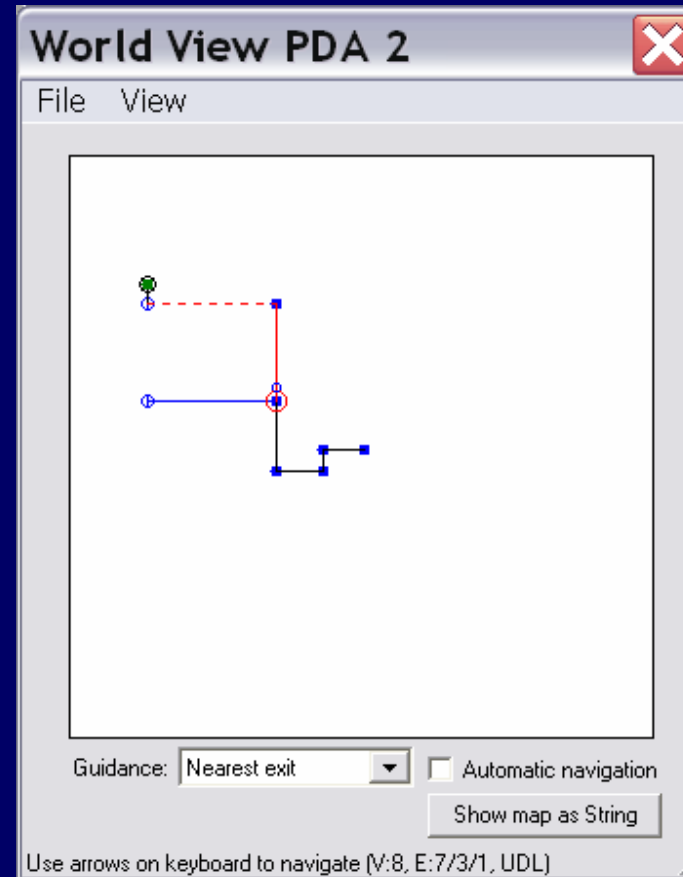 World View PDA 2
File View
Guidance: Nearest exit Automatic navigation
Show map as String
Use arrows on keyboard to navigate (V:8, E:7/3/1, UDL)